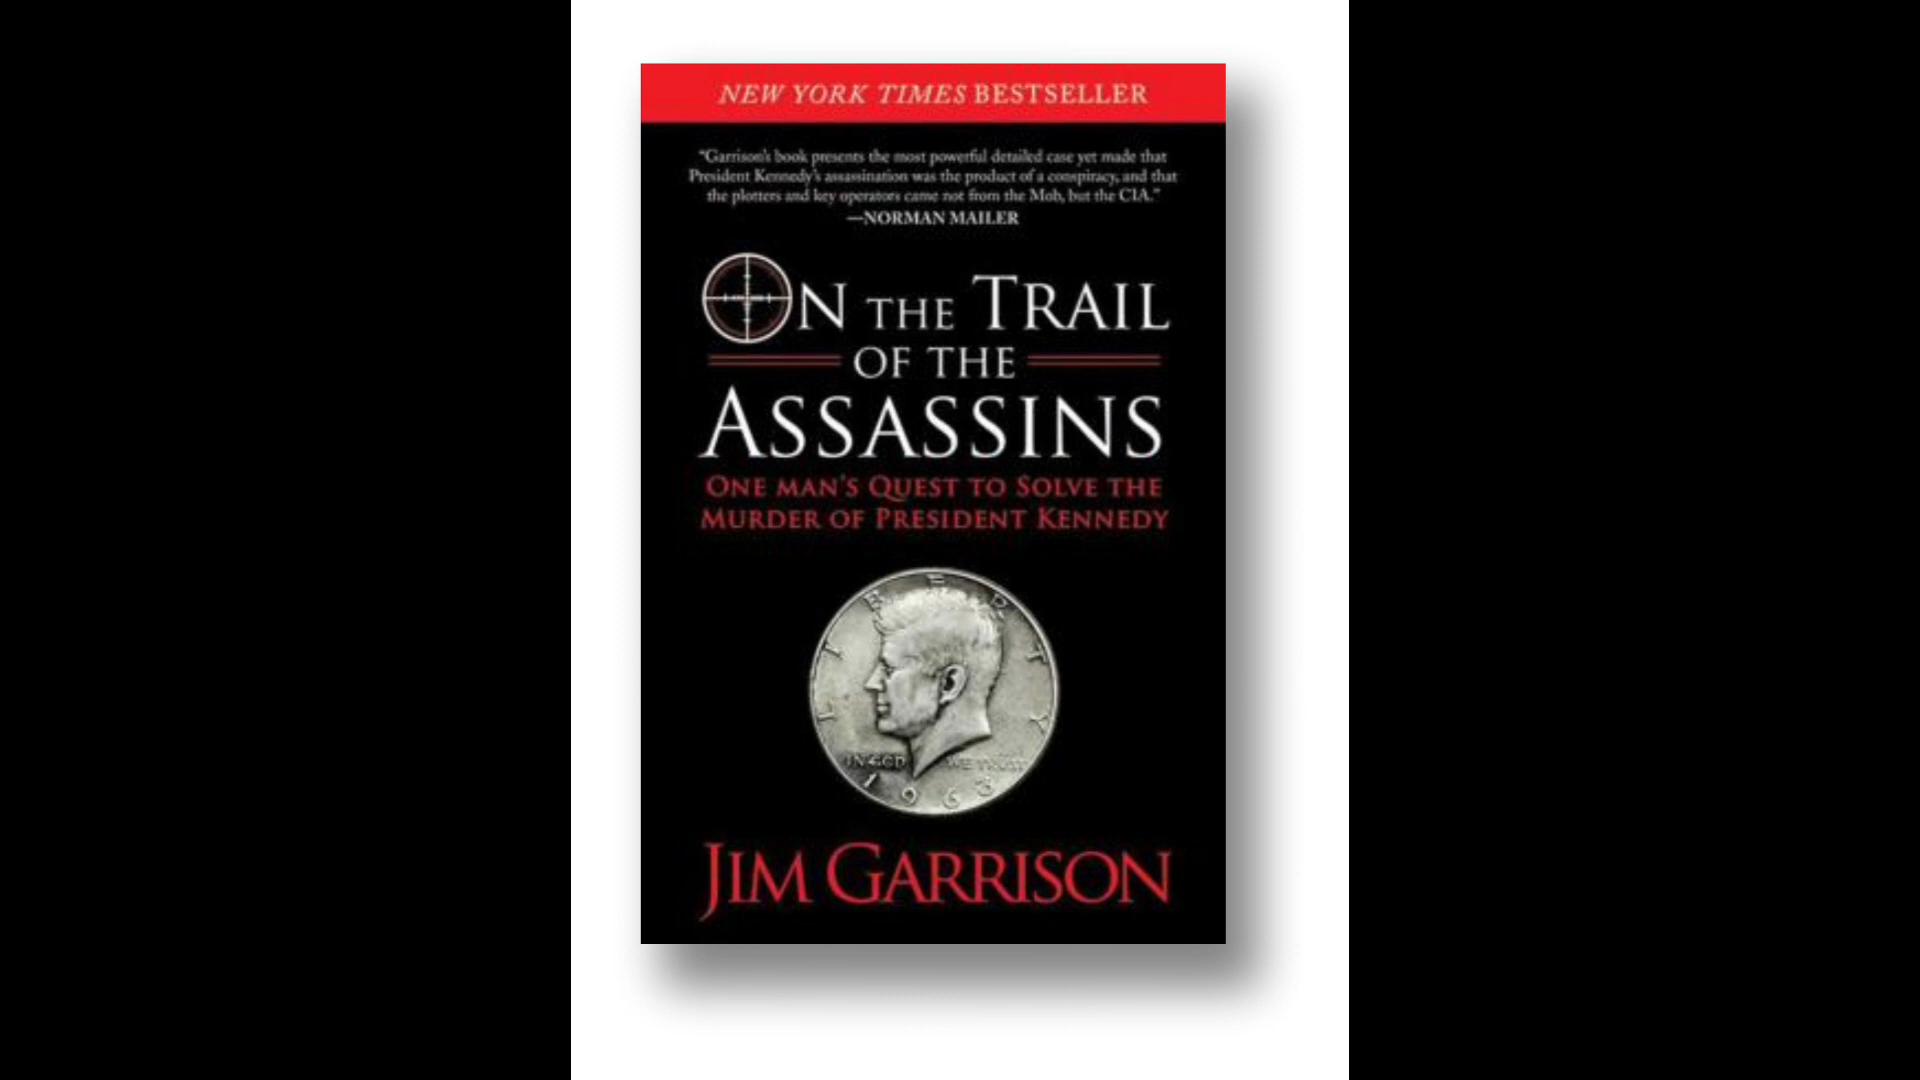 NEW YORK TIMES BESTSELLER
"Garrison's book presents the most powerful detailed case yet made that
President Kennedy's assassination was the product of a conspiracy, and that
the plotters and key operators came not from the Mob, but the CIA."
—NORMAN MAILER
ON THE TRAIL
OF THE
ASSASSINS
ONE MAN'S QUEST TO SOLVE THE
MURDER OF PRESIDENT KENNEDY
LIBERTY
IN GOD WE TRUST
1963
JIM GARRISON